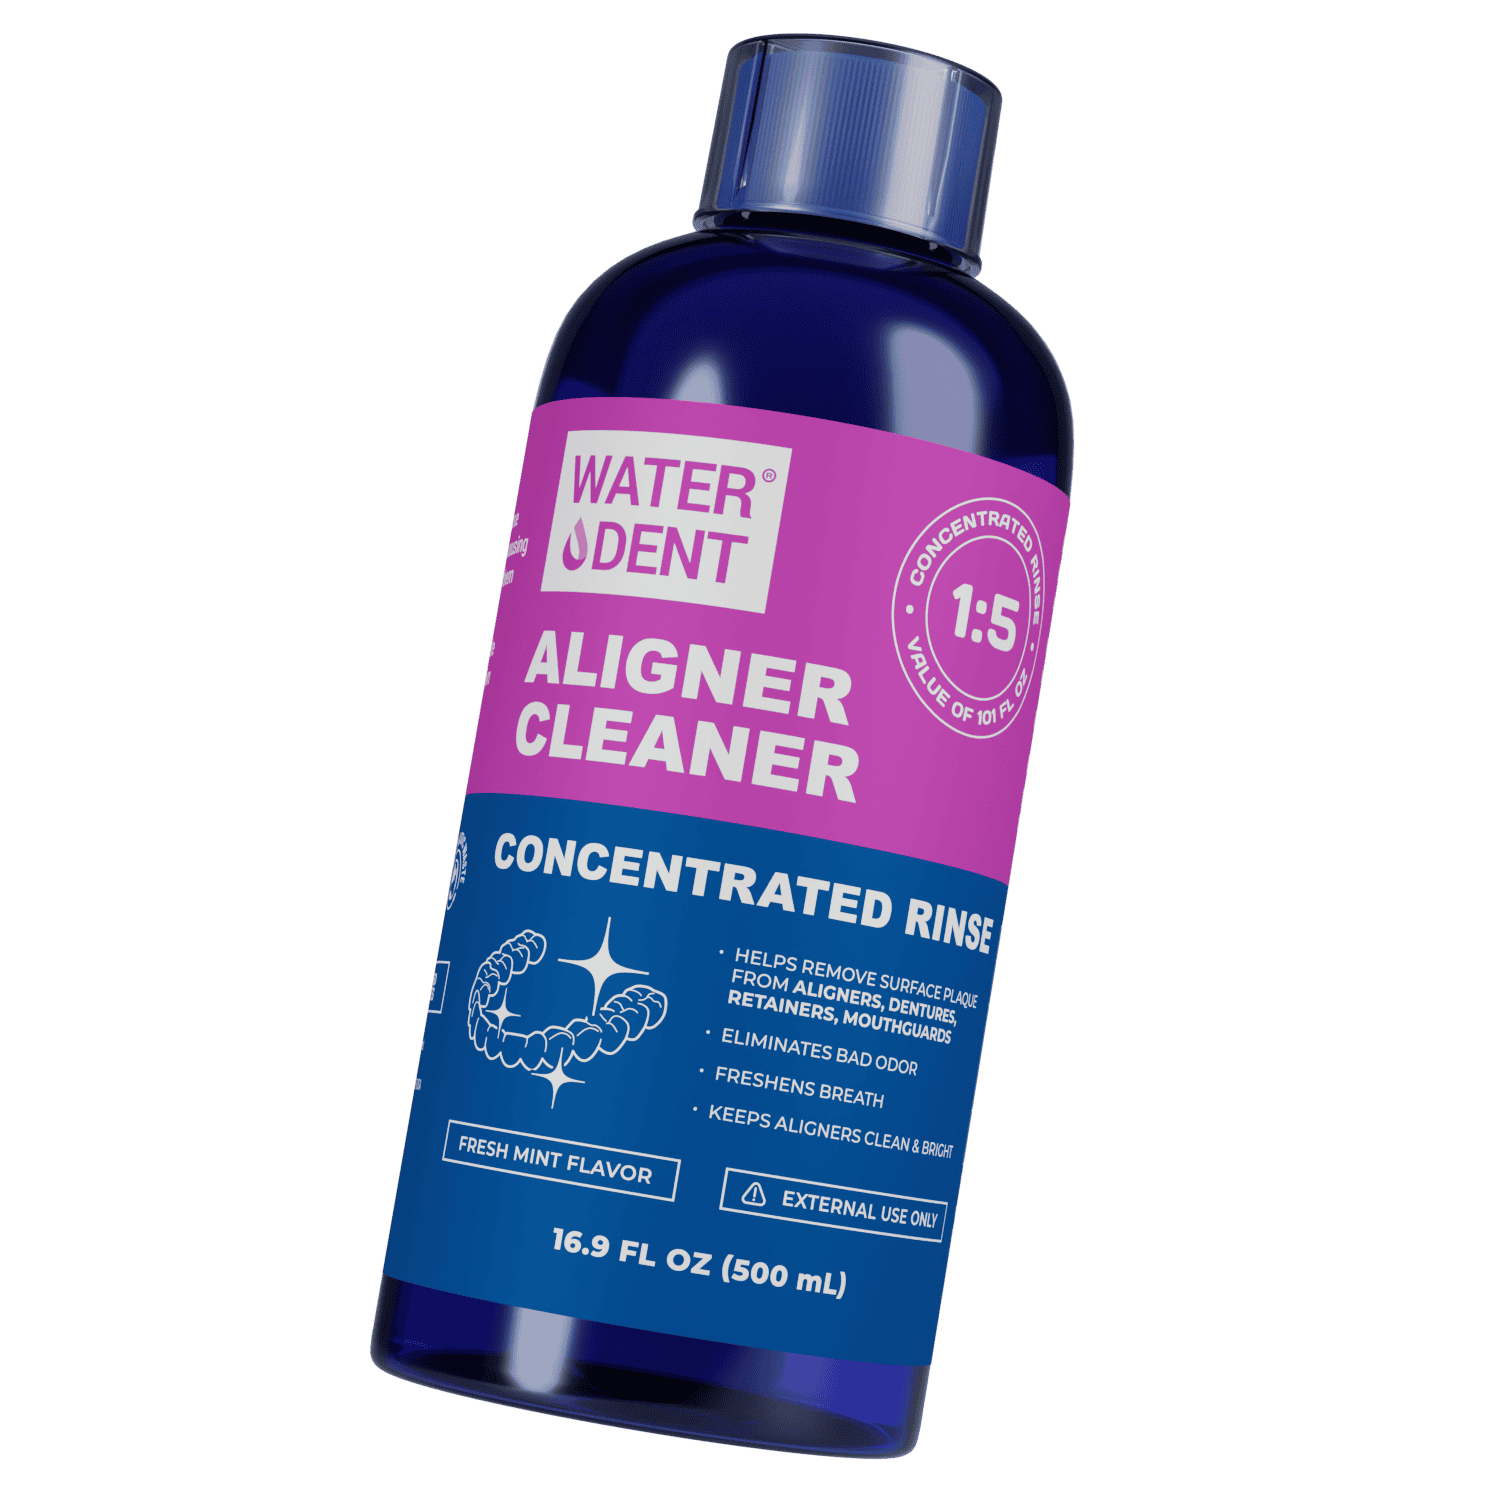 WATER®
DENT
ALIGNER
CLEANER
CONCENTRATED RINSE
1:5
VALUE OF 101 FL OZ
CONCENTRATED RINSE
• HELPS REMOVE SURFACE PLAQUE
FROM ALIGNERS, DENTURES,
RETAINERS, MOUTHGUARDS
• ELIMINATES BAD ODOR
• FRESHENS BREATH
• KEEPS ALIGNERS CLEAN & BRIGHT
FRESH MINT FLAVOR
EXTERNAL USE ONLY
16.9 FL OZ (500 mL)